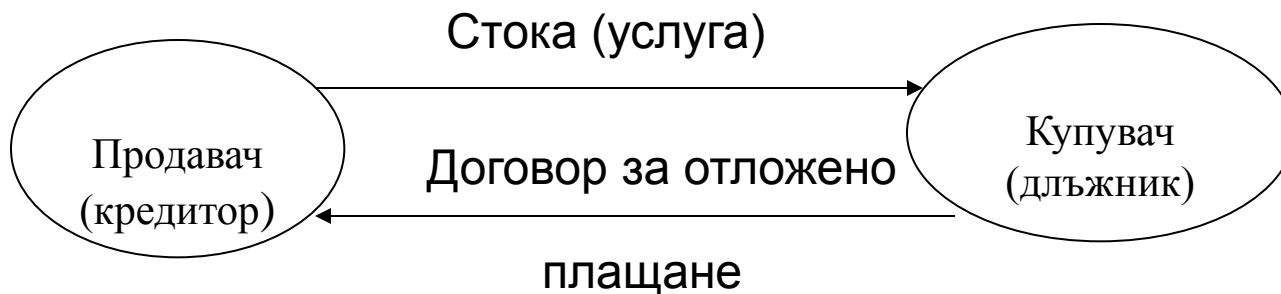 Стока (услуга)
Продавач
(кредитор)
Договор за отложено
плащане
Купувач
(длъжник)